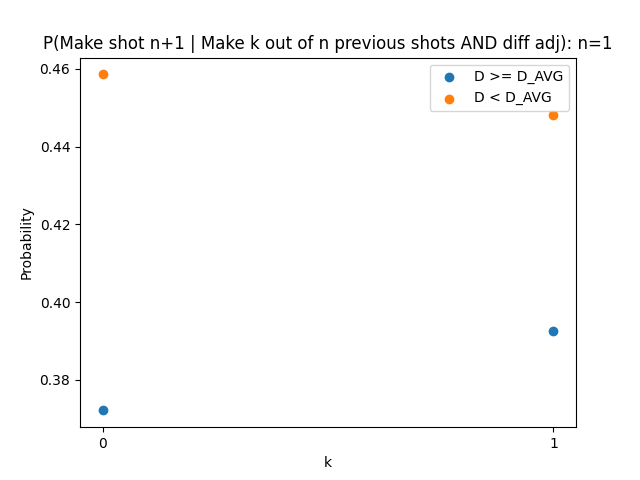 P(Make shot n+1 | Make k out of n previous shots AND diff adj): n=1
0.46
D >= D_AVG
D < D_AVG
0.44
0.42
Probability
0.40
0.38
0
1
k